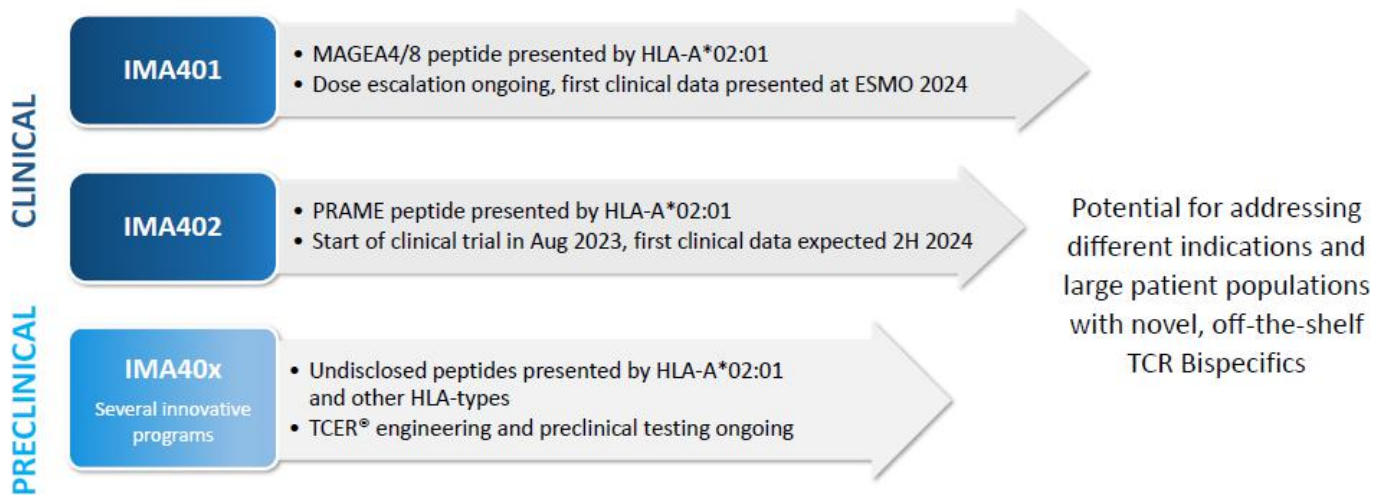 CLINICAL
IMA401
• MAGEA4/8 peptide presented by HLA-A*02:01
• Dose escalation ongoing, first clinical data presented at ESMO 2024
IMA402
• PRAME peptide presented by HLA-A*02:01
• Start of clinical trial in Aug 2023, first clinical data expected 2H 2024
PRECLINICAL
IMA40x
Several innovative
programs
• Undisclosed peptides presented by HLA-A*02:01
and other HLA-types
• TCER® engineering and preclinical testing ongoing
Potential for addressing
different indications and
large patient populations
with novel, off-the-shelf
TCR Bispecifics